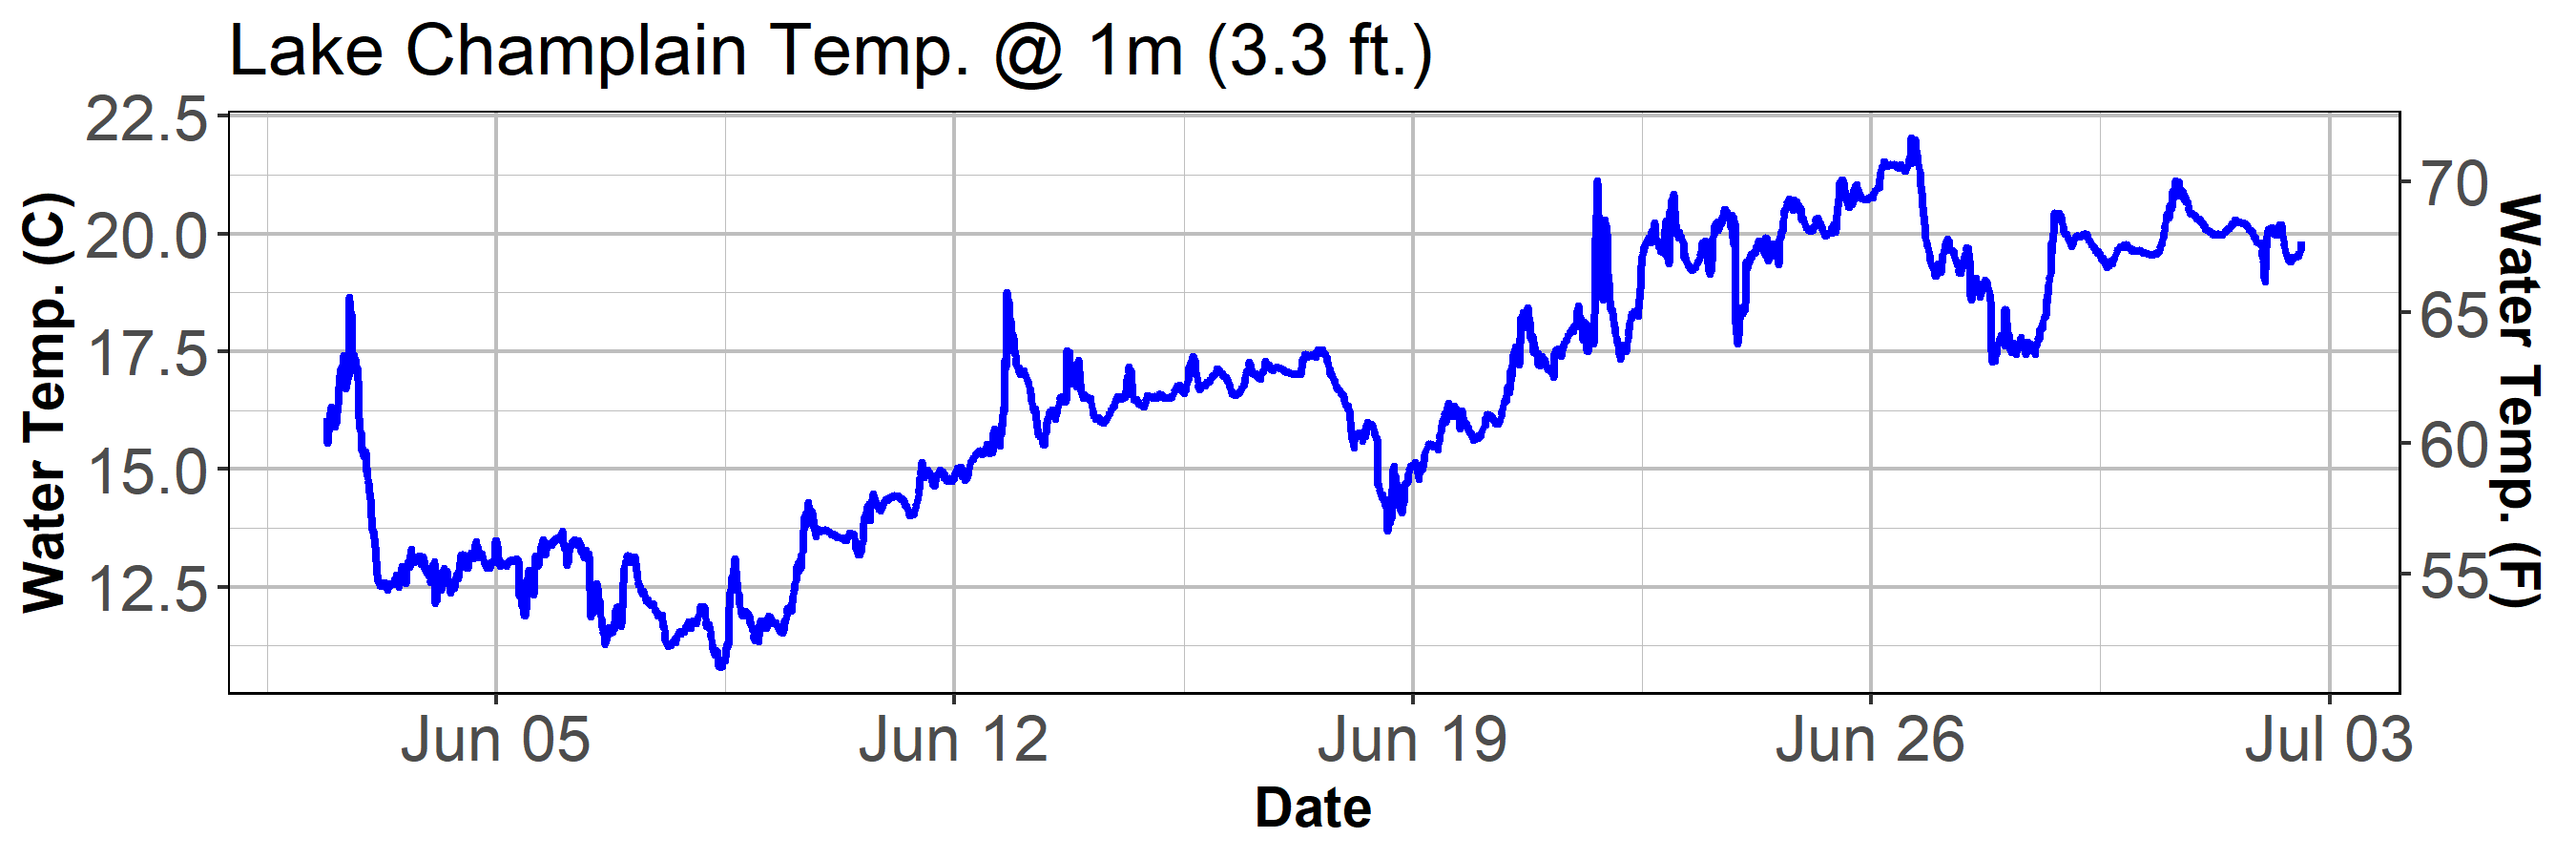 Lake Champlain Temp. @ 1m (3.3 ft.)
Water Temp. (C)
22.5
20.0
17.5
15.0
12.5
70
65
60
55
Water Temp. (F)
Jun 05 Jun 12 Jun 19 Jun 26 Jul 03
Date